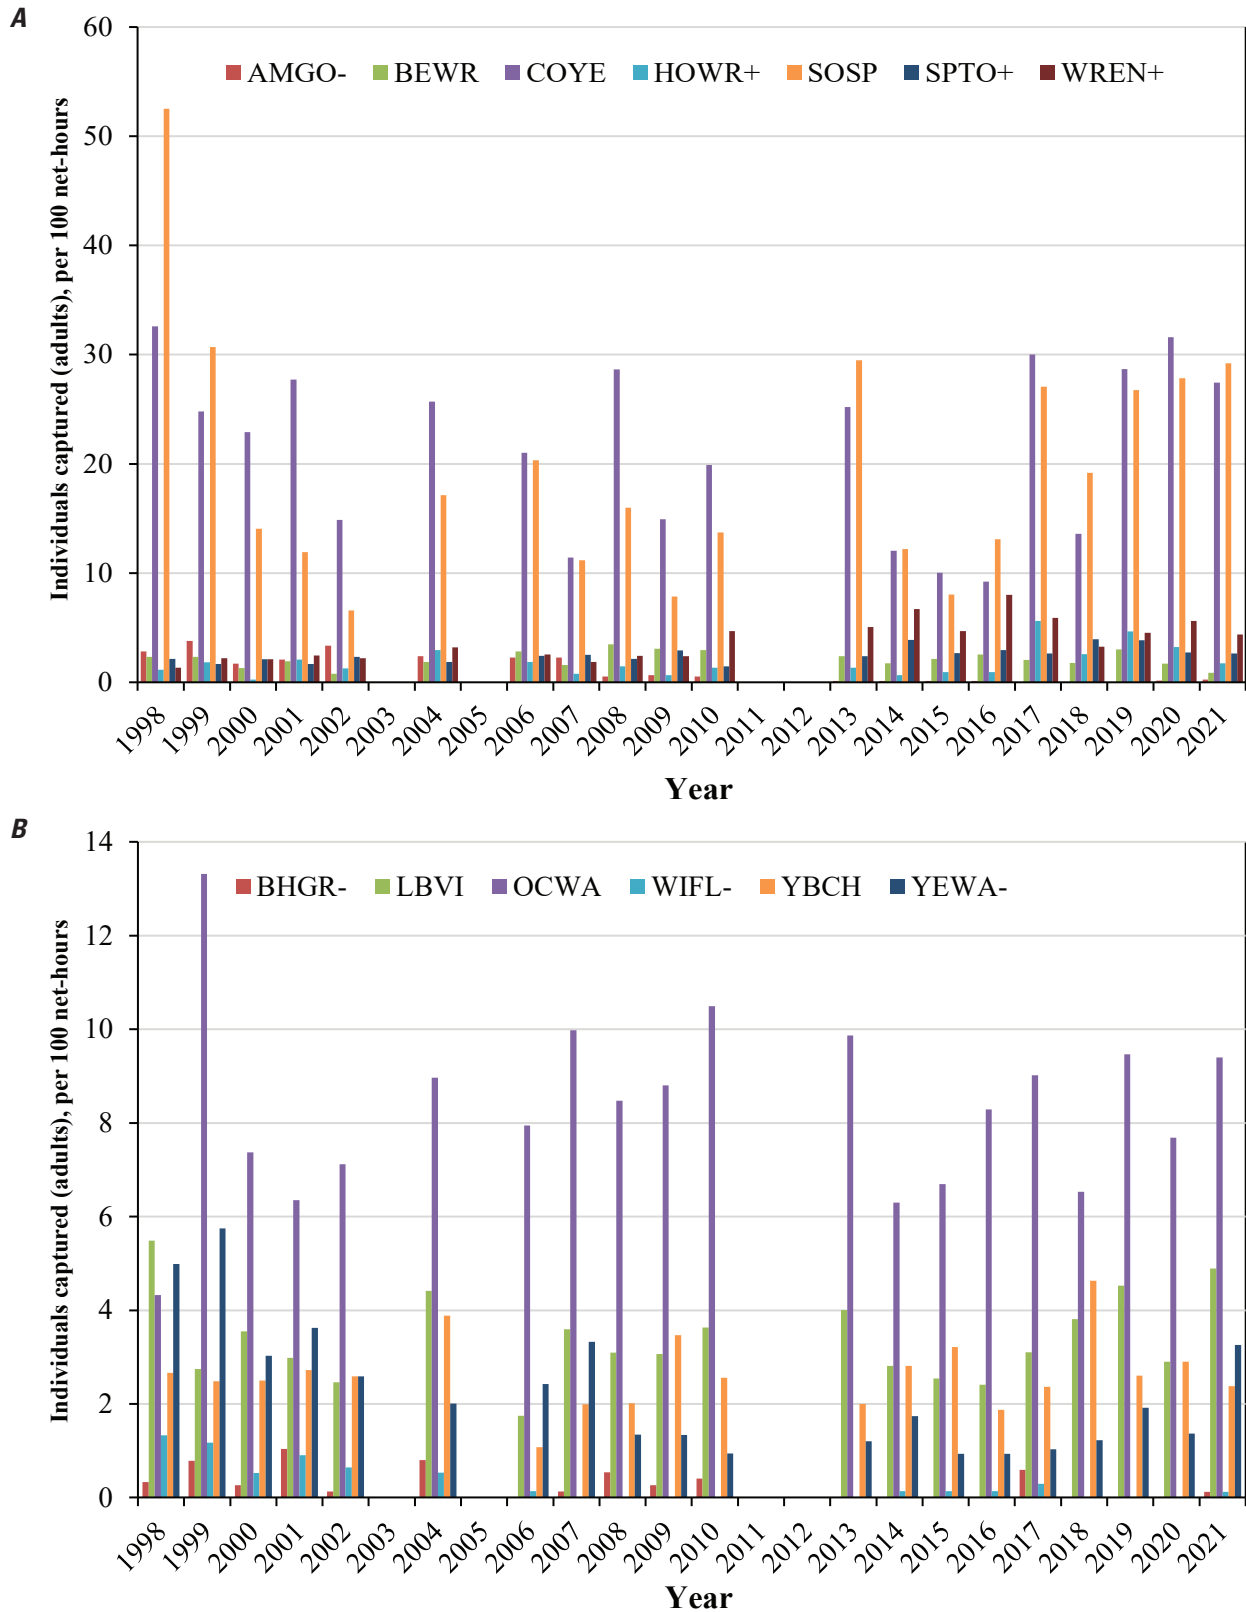 A
Individuals captured (adults), per 100 net-hours
60
50
40
30
20
10
0
AMGO- BEWR COYE HOWR+ SOSP SPTO+ WREN+
1998 1999 2000 2001 2002 2003 2004 2005 2006 2007 2008 2009 2010 2011 2012 2013 2014 2015 2016 2017 2018 2019 2020 2021
Year
B
Individuals captured (adults), per 100 net-hours
14
12
10
8
6
4
2
0
BHGR- LBVI OCWA WIFL- YBCH YEWA-
1998 1999 2000 2001 2002 2003 2004 2005 2006 2007 2008 2009 2010 2011 2012 2013 2014 2015 2016 2017 2018 2019 2020 2021
Year